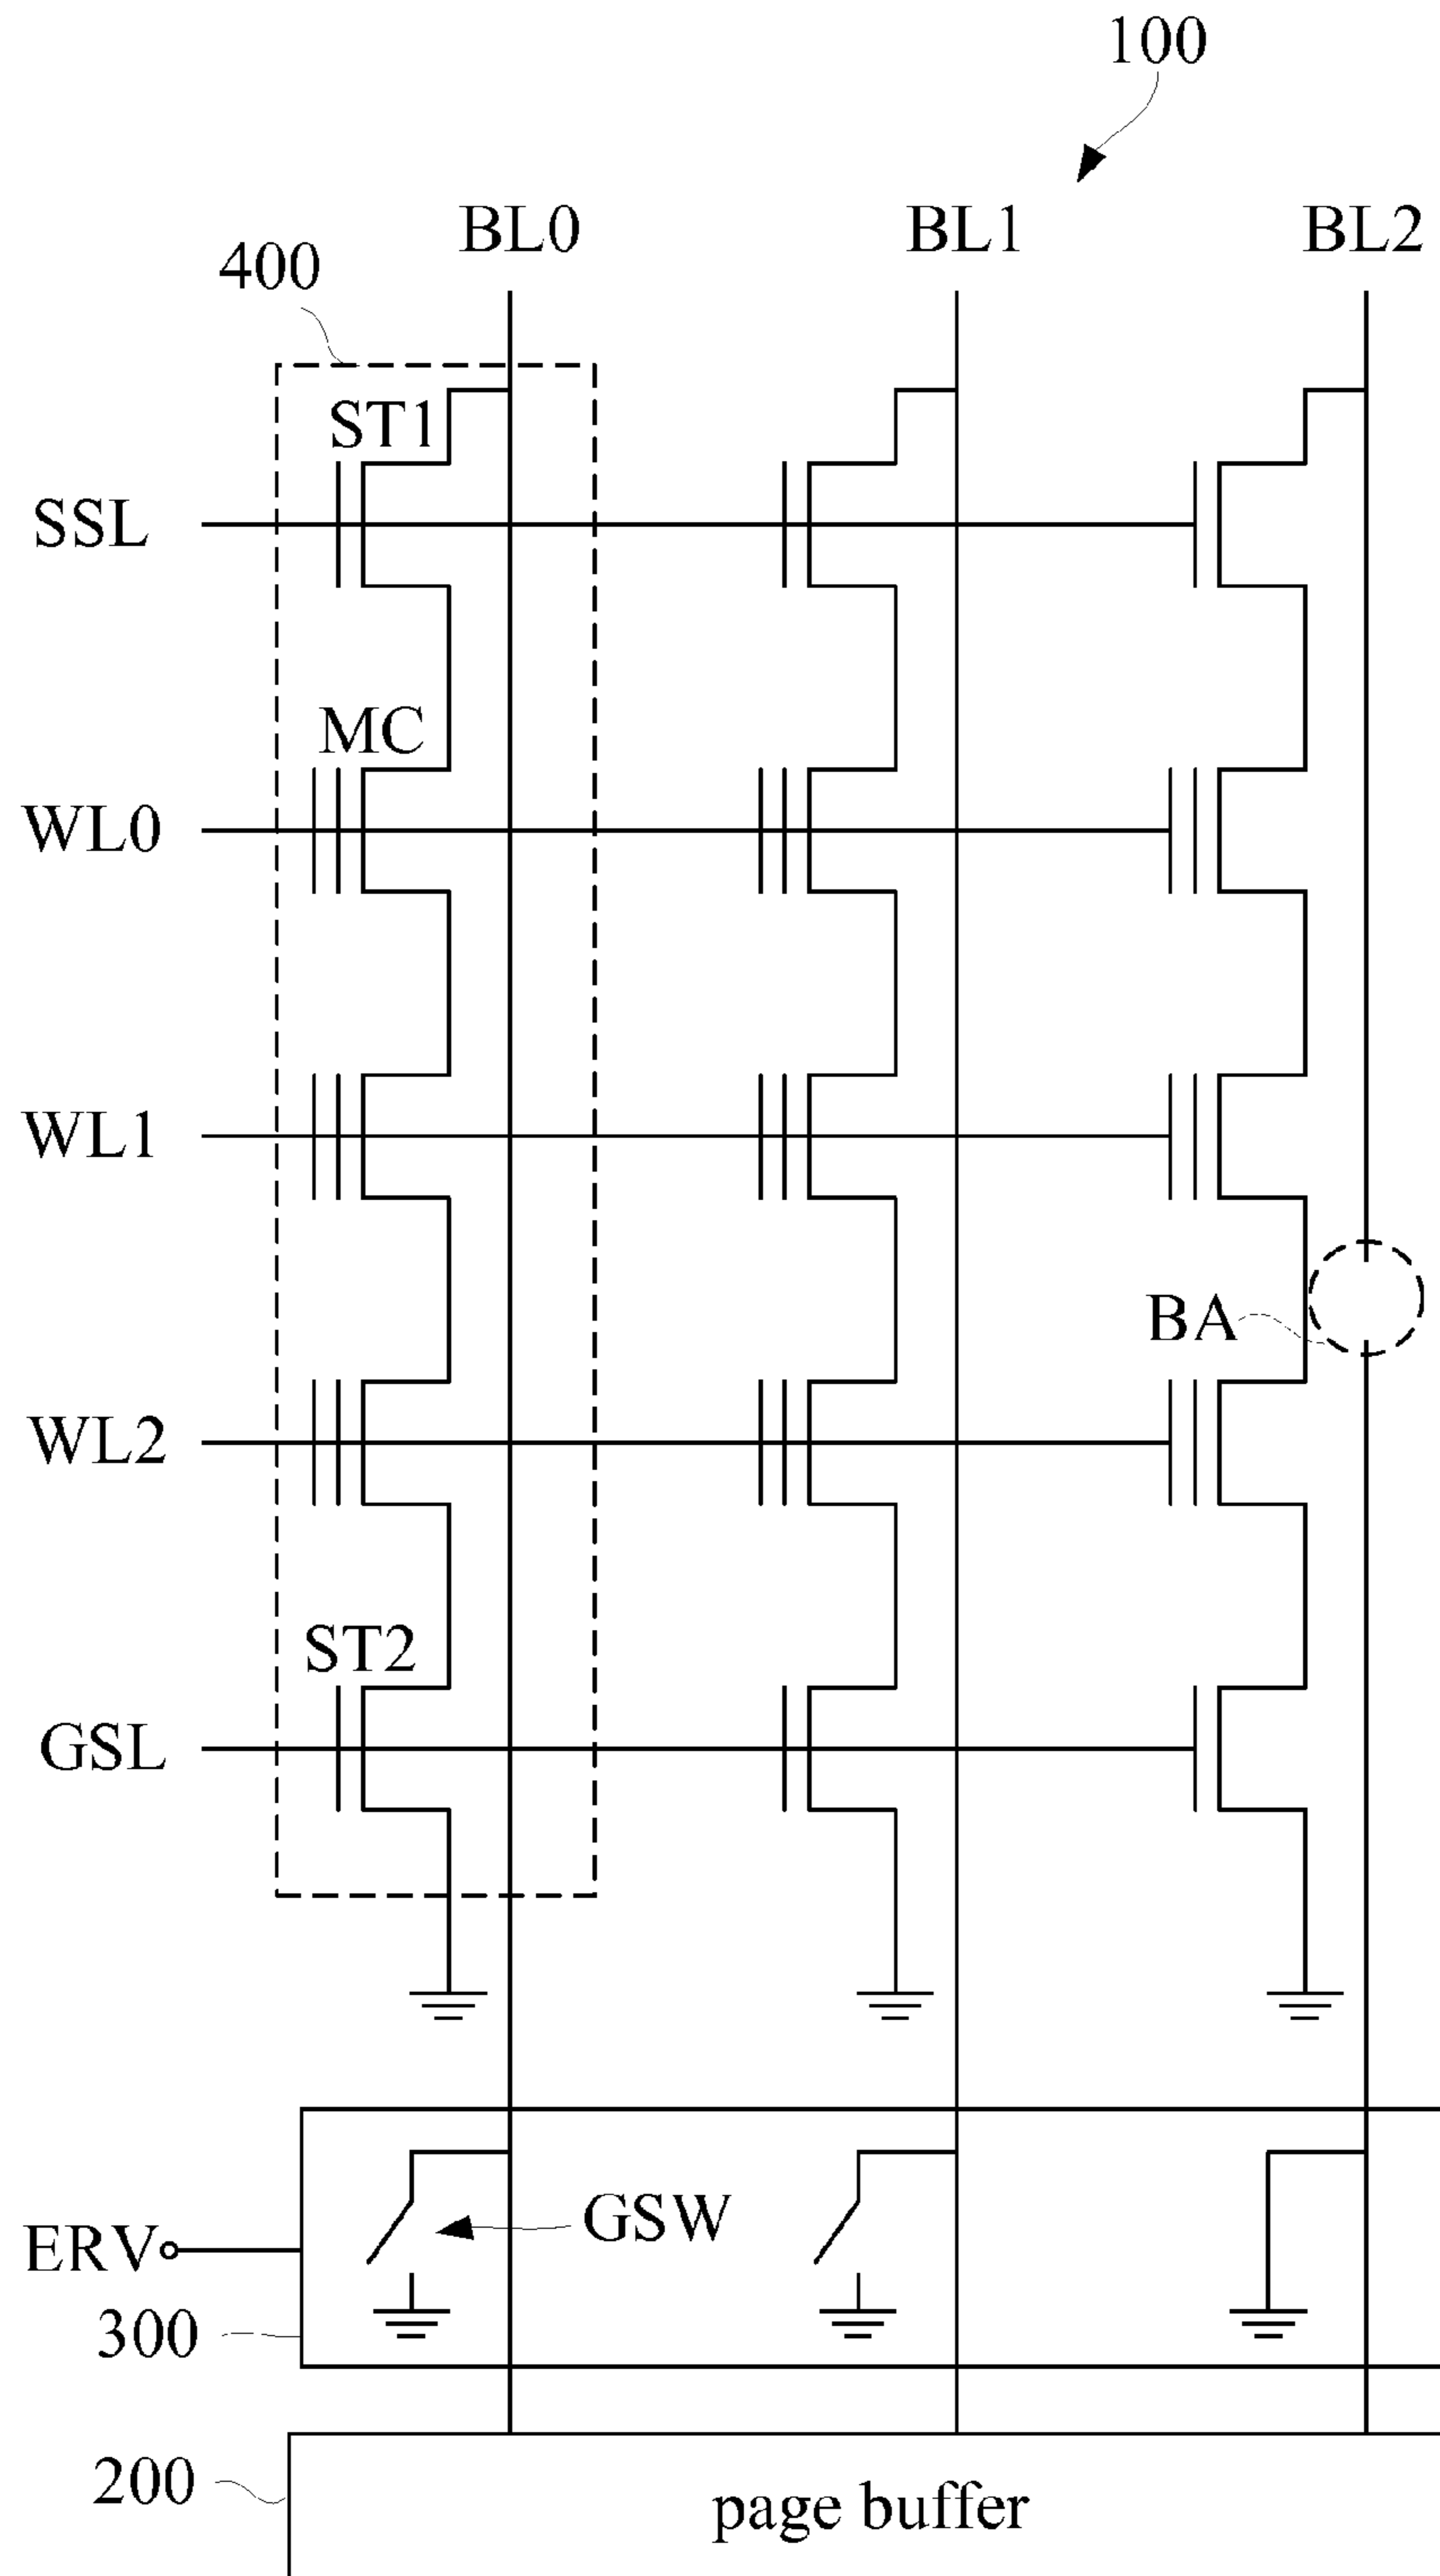 100
BL0 BL1 BL2
400
ST1
SSL
MC
WL0
WL1
BA
WL2
ST2
GSL
GSW
ERV
300
200
page buffer